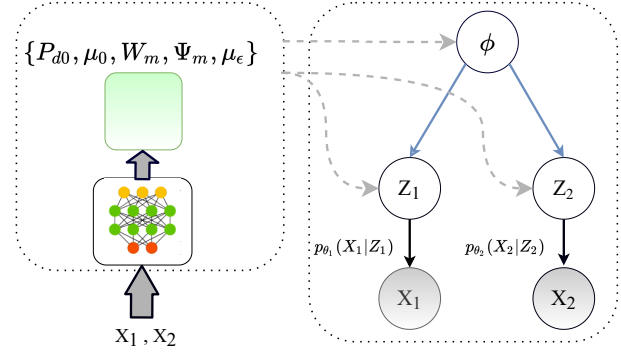 {P_{d0}, μ_0, W_m, Ψ_m, μ_ϵ}
X_1 , X_2
ϕ
Z_1
Z_2
p_{θ_1}(X_1|Z_1)
p_{θ_2}(X_2|Z_2)
X_1
X_2